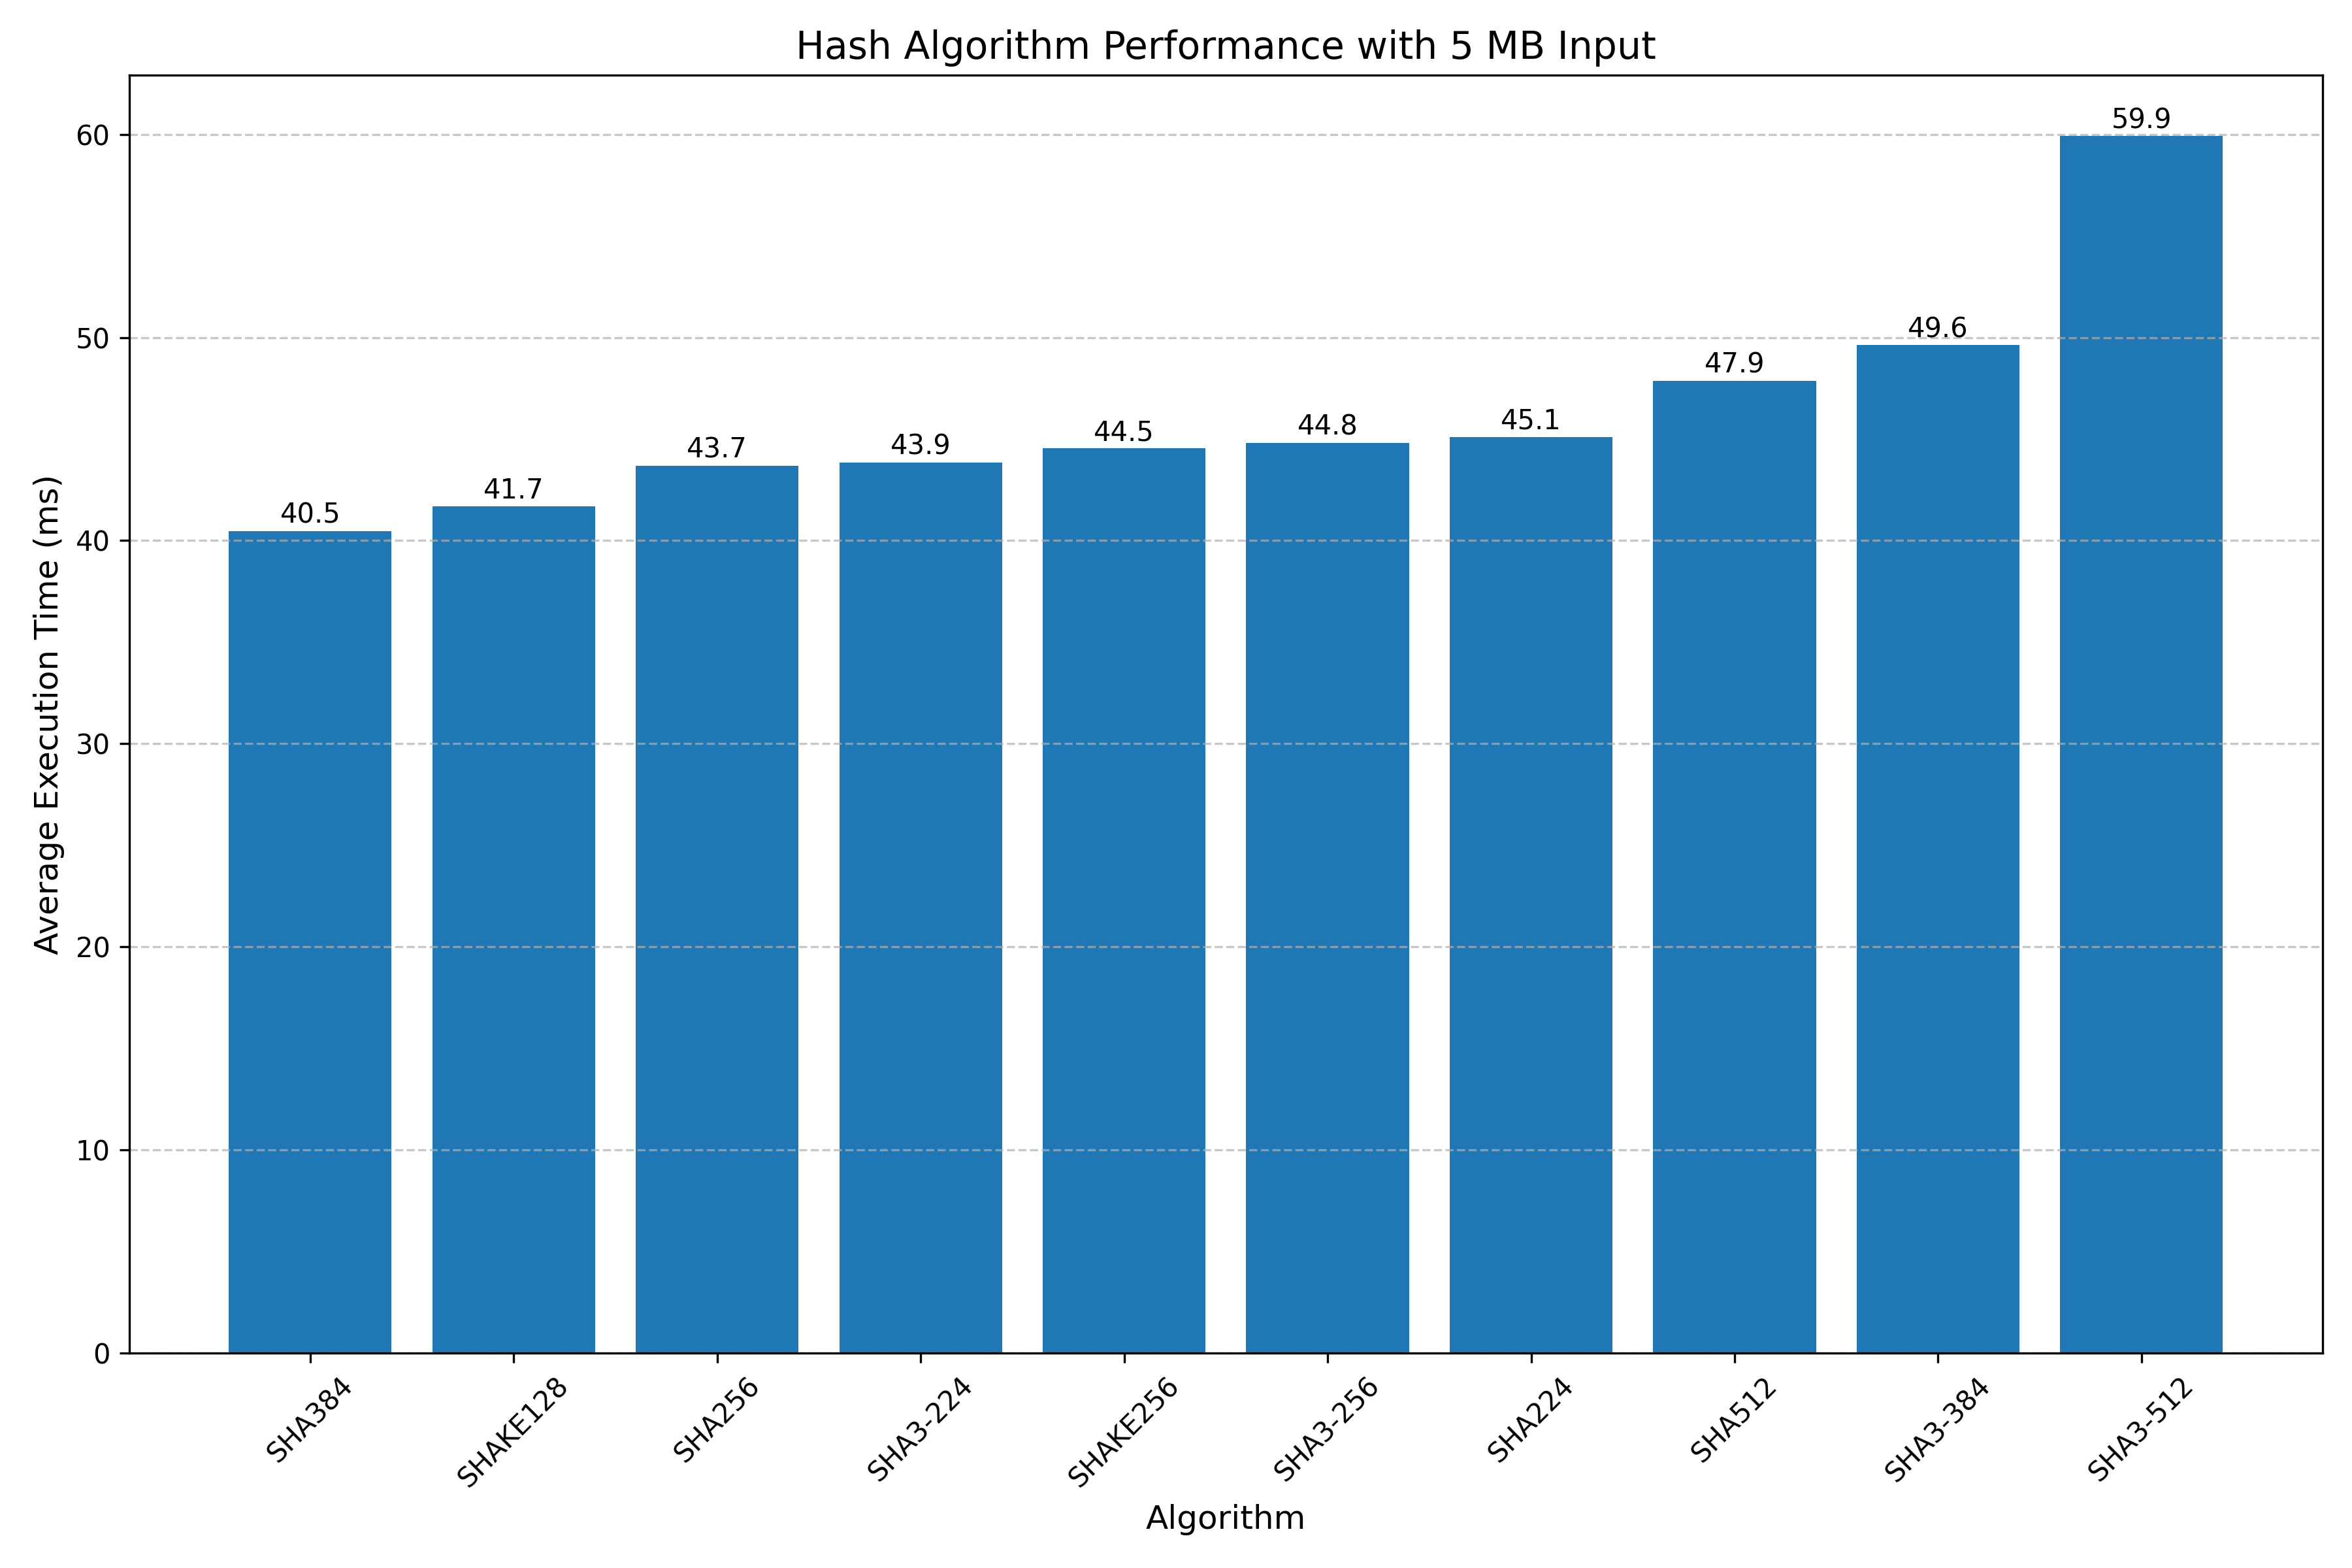 Hash Algorithm Performance with 5 MB Input
Average Execution Time (ms)
60
50
40
30
20
10
0
40.5
41.7
43.7
43.9
44.5
44.8
45.1
47.9
49.6
59.9
SHA384
SHAKE128
SHA256
SHA3-224
SHAKE256
SHA3-256
SHA224
SHA512
SHA3-384
SHA3-512
Algorithm